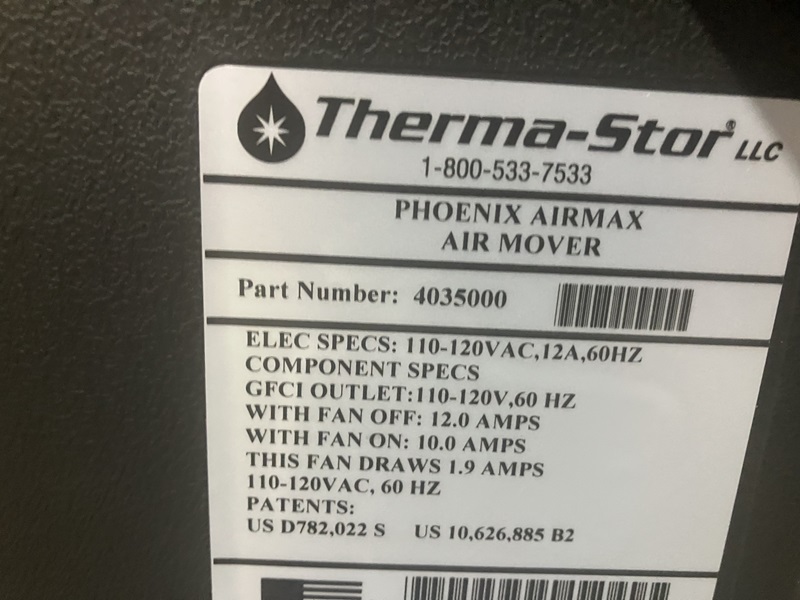 Therma-Stor® LLC
1-800-533-7533
PHOENIX AIRMAX
AIR MOVER
Part Number: 4035000
ELEC SPECS: 110-120VAC,12A,60HZ
COMPONENT SPECS
GFCI OUTLET:110-120V,60 HZ
WITH FAN OFF: 12.0 AMPS
WITH FAN ON: 10.0 AMPS
THIS FAN DRAWS 1.9 AMPS
110-120VAC, 60 HZ
PATENTS:
US D782,022 S US 10,626,885 B2